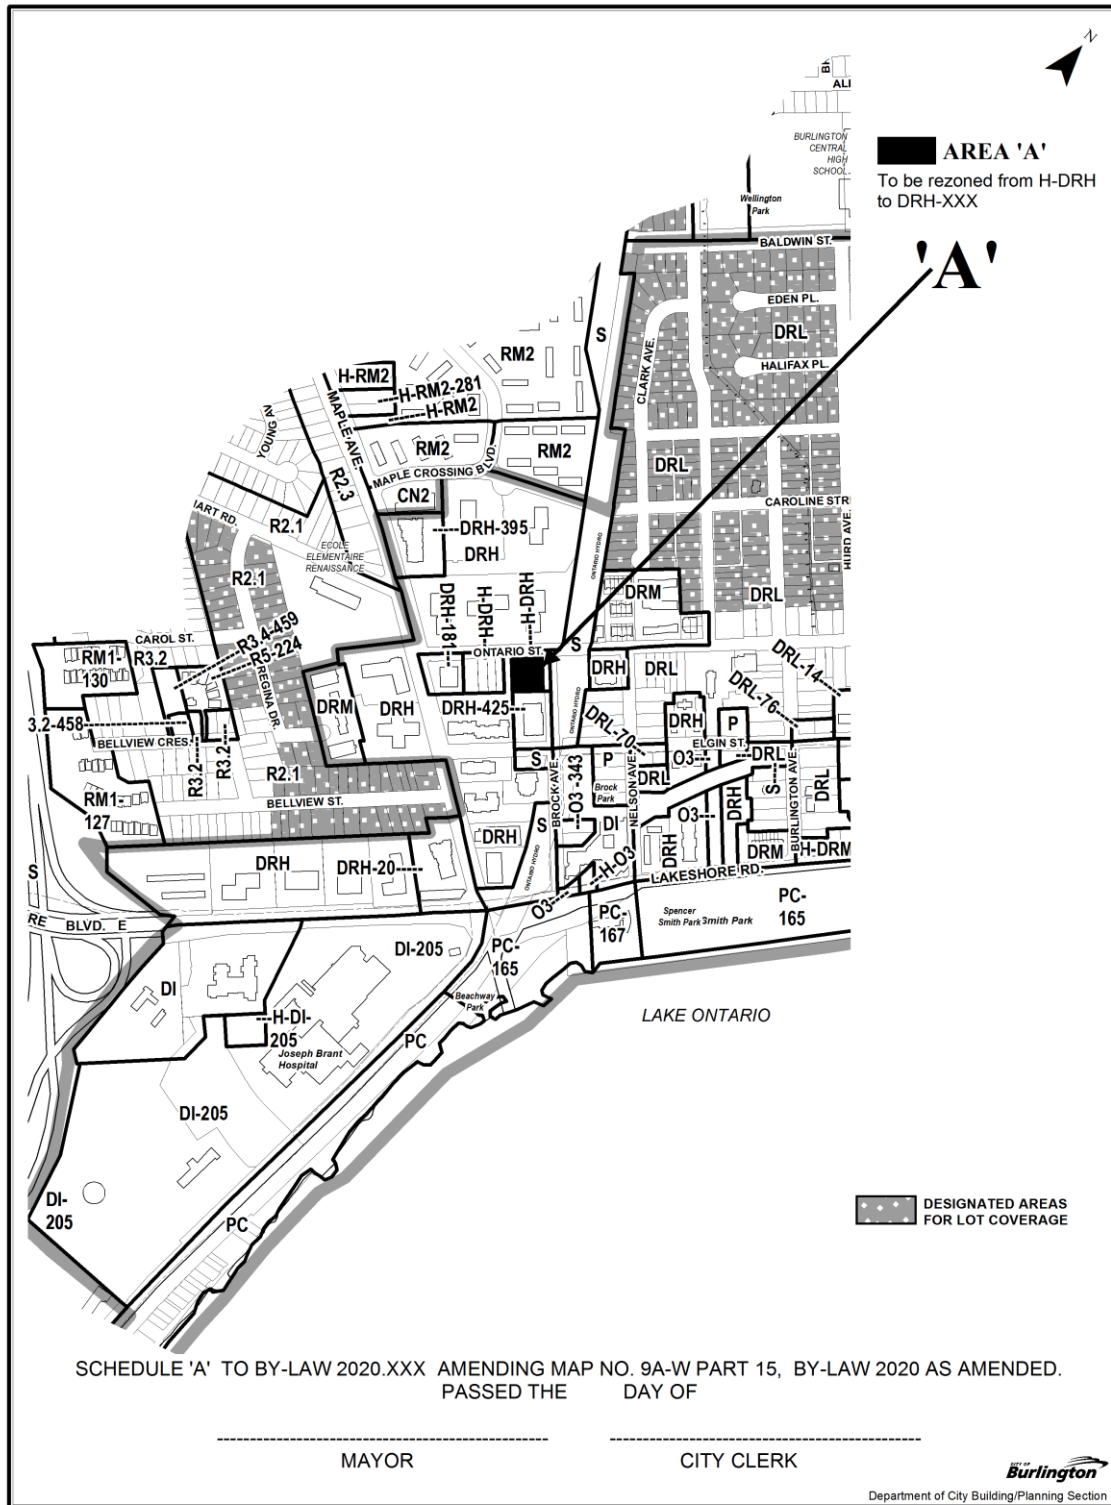 N
BURLINGTON
CENTRAL
HIGH
SCHOOL
AREA 'A'
To be rezoned from H-DRH
to DRH-XXX
Wellington
Park
BALDWIN ST.
'A'
EDEN PL.
DRL
HALIFAX PL.
CLARK AVE.
S
RM2
H-RM2
H-RM2-281
H-RM2
MAPLE AVE.
YOUNG AV
RM2
RM2
MAPLE CROSSING BLVD.
R2.3
CN2
DRL
CAROLINE STR
HURD AVE.
R2.1
ECOLE
ELEMENTAIRE
RENAISSANCE
DRH-395
DRH
ONTARIO HYDRO
R2.1
DRM
DRL
DRH-181
H-DRH
H-DRH
CAROL ST.
R3.4-459
R5-224
ONTARIO ST.
S
RM1-
130
R3.2
REGINA DR.
DRM
DRH
DRH
DRL
DRL-14
DRL-76
3.2-458
BELLVIEW CRES.
R3.2
R3.2
DRH-425
ONTARIO HYDRO
DRL-70
DRH
P
ELGIN ST.
R2.1
S
P
O3
DRL
BROCK AVE.
O3-343
Brock
Park
NELSON AVE.
DRL
BELLVIEW ST.
RM1-
127
DRH
S
DI
O3
DRH
S
BURLINGTON AVE.
DRL
DRH
DRM
H-DRM
S
DRH
DRH-20
ONTARIO HYDRO
H-O3
LAKESHORE RD.
O3
RE
BLVD. E
PC-
167
Spencer
Smith Park
Smith Park
PC-
165
DI-205
PC-
165
DI
Beachway
Park
LAKE ONTARIO
H-DI-
205
PC
Joseph Brant
Hospital
DI-205
DI-
205
PC
DESIGNATED AREAS
FOR LOT COVERAGE
SCHEDULE 'A' TO BY-LAW 2020.XXX AMENDING MAP NO. 9A-W PART 15, BY-LAW 2020 AS AMENDED.
PASSED THE DAY OF
MAYOR CITY CLERK
CITY OF
Burlington
Department of City Building/Planning Section